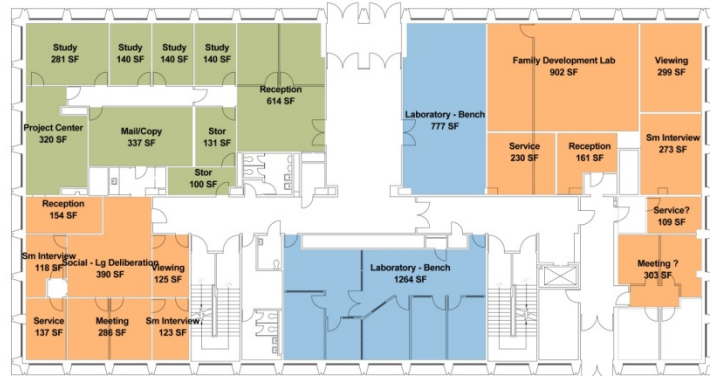 Study
281 SF
Study
140 SF
Study
140 SF
Study
140 SF
Reception
614 SF
Project Center
320 SF
Mail/Copy
337 SF
Stor
131 SF
Stor
100 SF
Laboratory - Bench
777 SF
Family Development Lab
902 SF
Viewing
299 SF
Service
230 SF
Reception
161 SF
Sm Interview
273 SF
Service?
109 SF
Meeting ?
303 SF
Reception
154 SF
Sm Interview
118 SF
Social - Lg Deliberation
390 SF
Viewing
125 SF
Service
137 SF
Meeting
286 SF
Sm Interview
123 SF
Laboratory - Bench
1264 SF